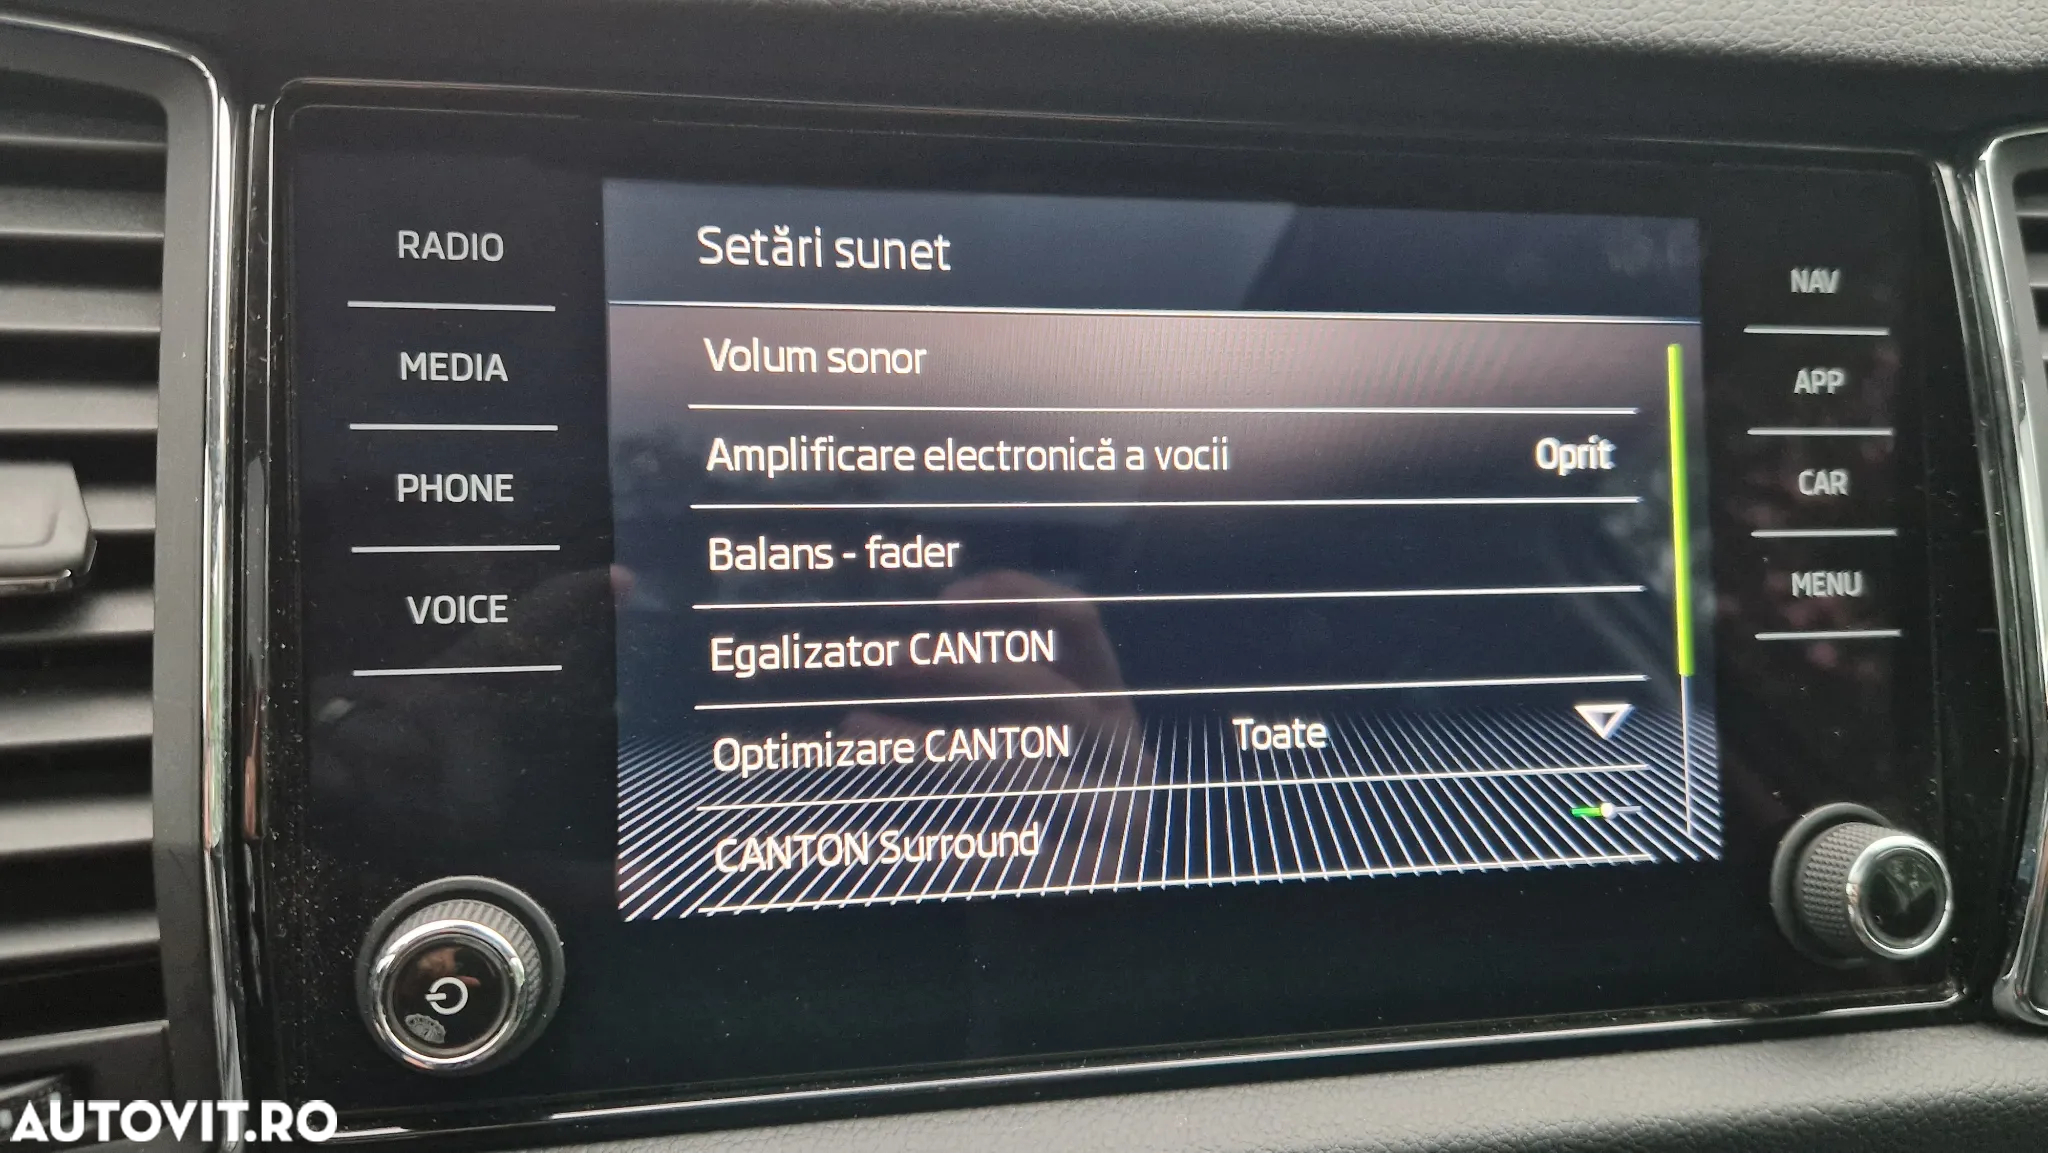 RADIO
MEDIA
PHONE
VOICE
Setări sunet
Volum sonor
Amplificare electronică a vocii Oprit
Balans - fader
Egalizator CANTON
Optimizare CANTON Toate
CANTON Surround
NAV
APP
CAR
MENU
AUTOVIT.RO